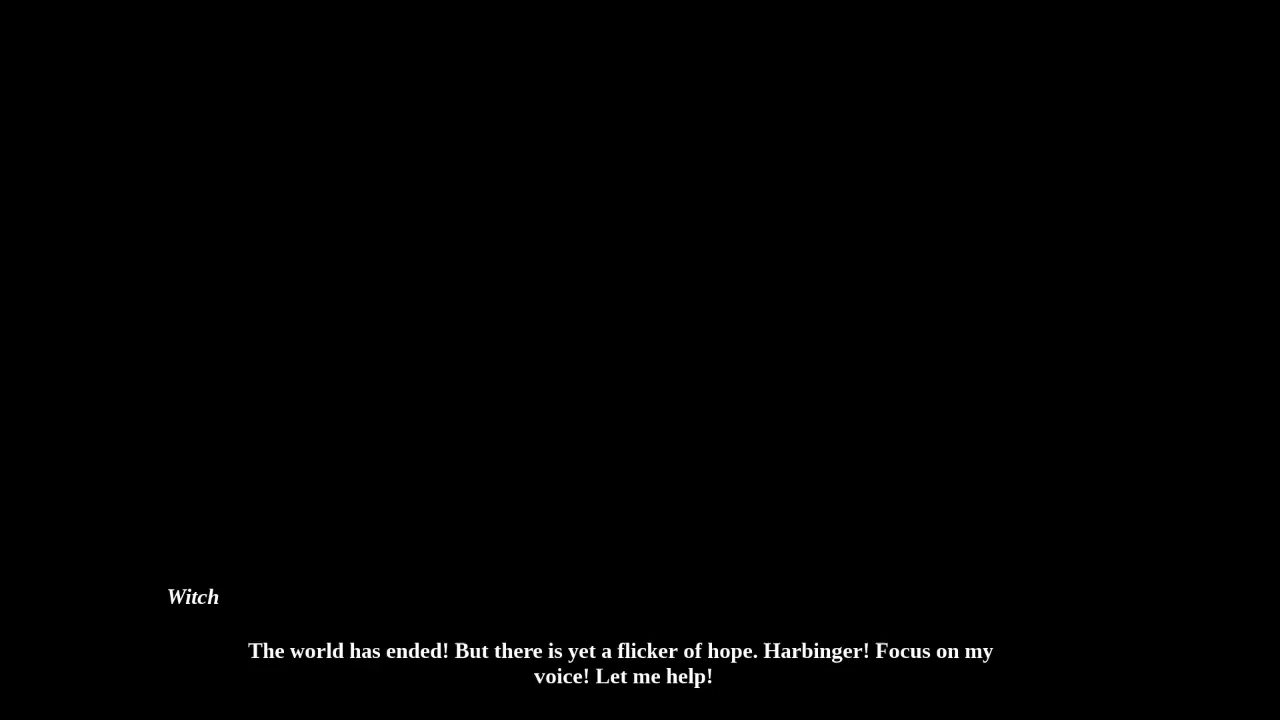 Witch
The world has ended! But there is yet a flicker of hope. Harbinger! Focus on my
voice! Let me help!